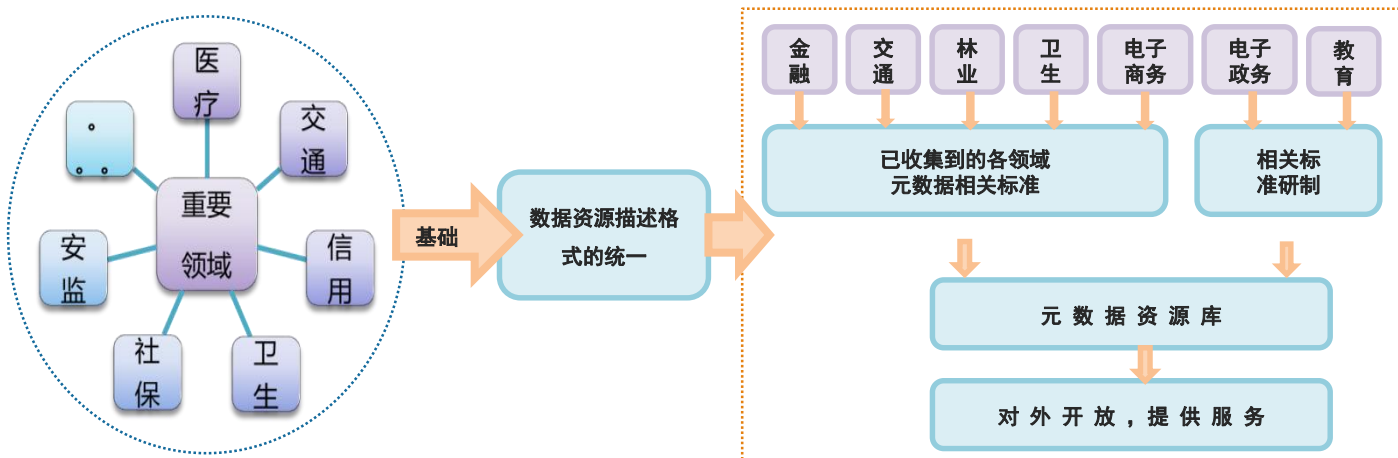 医
疗
。
。。
交
通
重要
领域
安
监
信
用
社
保
卫
生
基础
数据资源描述格
式的统一
金
融
交
通
林
业
卫
生
电子
商务
电子
政务
教
育
已收集到的各领域
元数据相关标准
相关标
准研制
元数据资源库
对外开放，提供服务